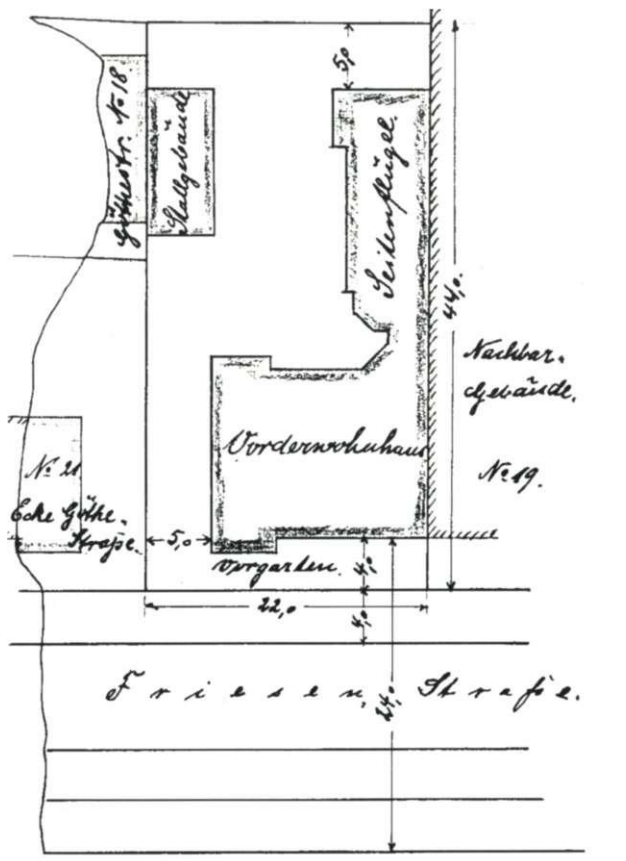 5,0
Göthestr. No 18.
Stallgebäude
Seitenflügel.
44,0.
Nachbar-
Gebäude.
No 19.
Vorderwohnhaus
No 21
Ecke Göthe-
Straße.
5,0
Vorgarten.
4,0
22,0
4,0
Friesen Straße.
24,0